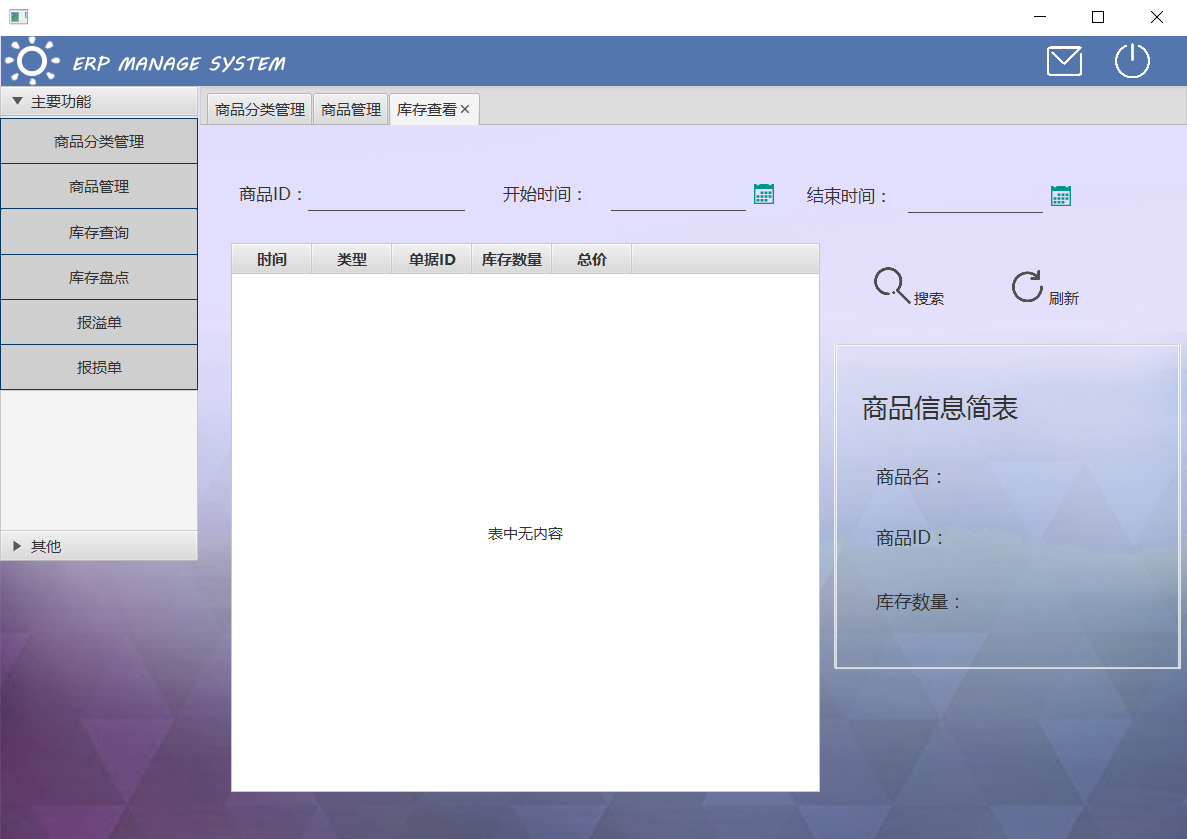 ERP MANAGE SYSTEM
主要功能
商品分类管理
商品管理
库存查询
库存盘点
报溢单
报损单
其他
商品分类管理 商品管理 库存查看
商品ID： 开始时间： 结束时间：
时间 类型 单据ID 库存数量 总价
表中无内容
搜索 刷新
商品信息简表
商品名：
商品ID：
库存数量：